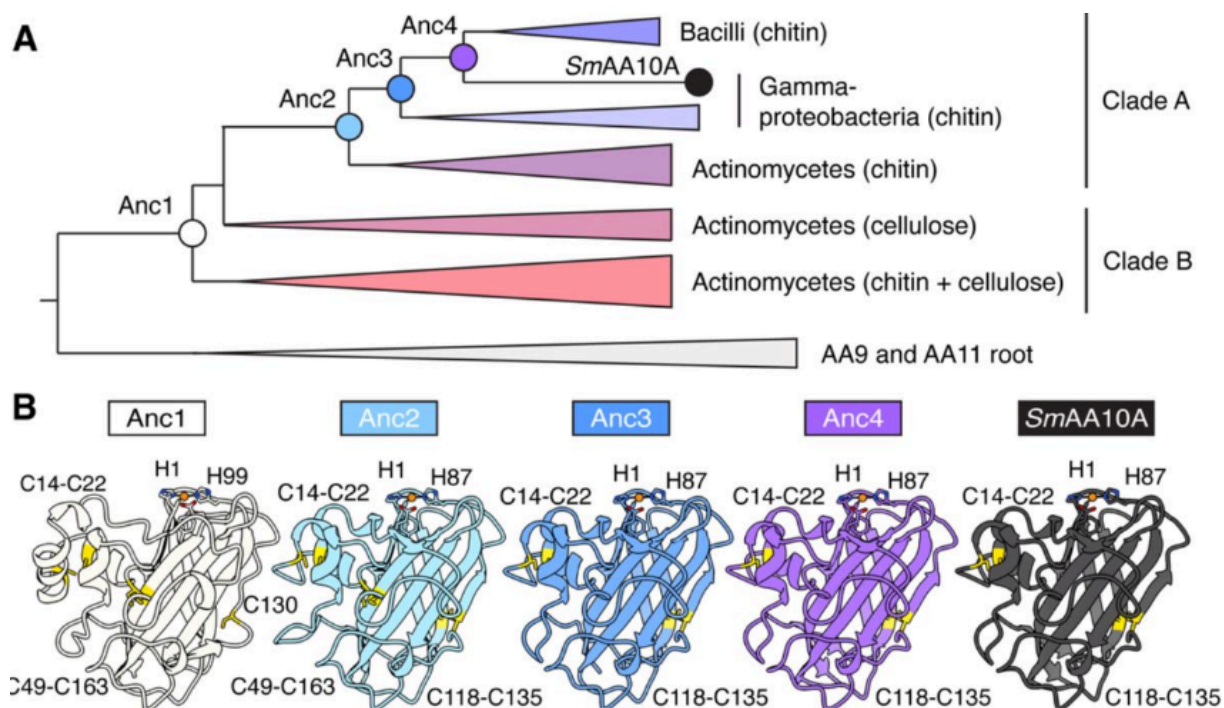 A
Anc4
Bacilli (chitin)
Anc3
SmAA10A
Gamma-
proteobacteria (chitin)
Clade A
Anc2
Actinomycetes (chitin)
Anc1
Actinomycetes (cellulose)
Clade B
Actinomycetes (chitin + cellulose)
AA9 and AA11 root
B
Anc1 Anc2 Anc3 Anc4 SmAA10A
H1 H1 H1 H1 H1
C14-C22 H99 C14-C22 H87 C14-C22 H87 C14-C22 H87 C14-C22 H87
C130
C49-C163 C49-C163 C118-C135 C118-C135 C118-C135